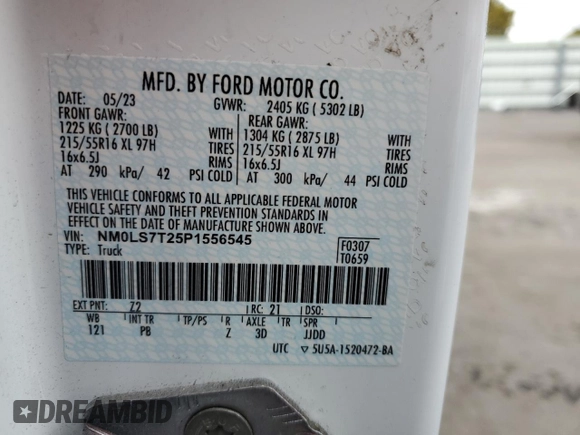 MFD. BY FORD MOTOR CO.
DATE: 05/23 GVWR: 2405 KG ( 5302 LB)
FRONT GAWR: REAR GAWR:
1225 KG ( 2700 LB) WITH 1304 KG ( 2875 LB) WITH
215/55R16 XL 97H TIRES 215/55R16 XL 97H TIRES
16x6.5J RIMS 16x6.5J RIMS
AT 290 kPa/ 42 PSI COLD AT 300 kPa/ 44 PSI COLD
THIS VEHICLE CONFORMS TO ALL APPLICABLE FEDERAL MOTOR
VEHICLE SAFETY AND THEFT PREVENTION STANDARDS IN
EFFECT ON THE DATE OF MANUFACTURE SHOWN ABOVE.
VIN: NM0LS7T25P1556545 F0307
TYPE: Truck T0659
EXT PNT: Z2 RC: 21 DSO:
WB INT TR TP/PS R AXLE TR SPR
121 PB Z 3D JJDD
UTC ▽ 5U5A-1520472-BA
DREAMBID